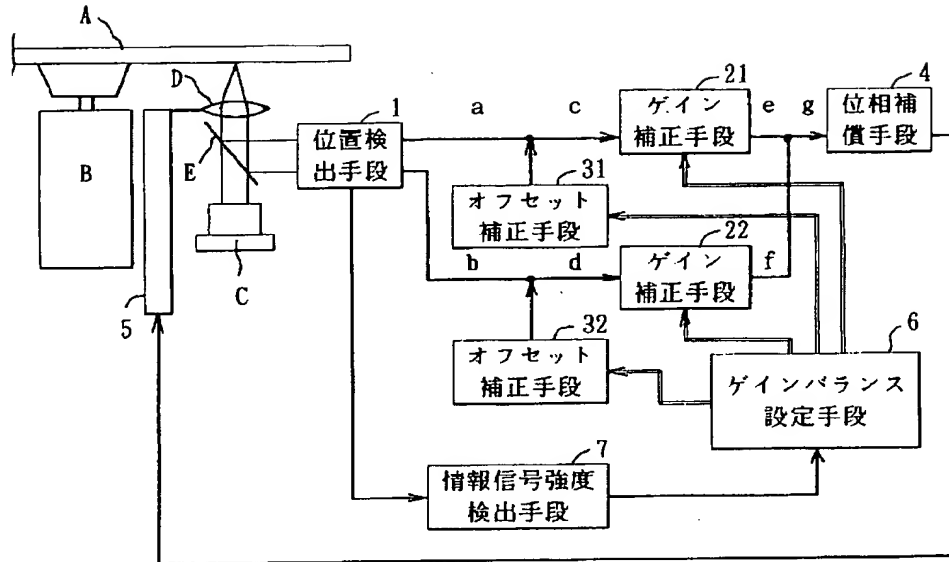 A
D
E
B
C
5
1
位置検
出手段
a
c
21
ゲイン
補正手段
e
g
4
位相補
償手段
31
オフセット
補正手段
b
d
22
ゲイン
補正手段
f
32
オフセット
補正手段
6
ゲインバランス
設定手段
7
情報信号強度
検出手段